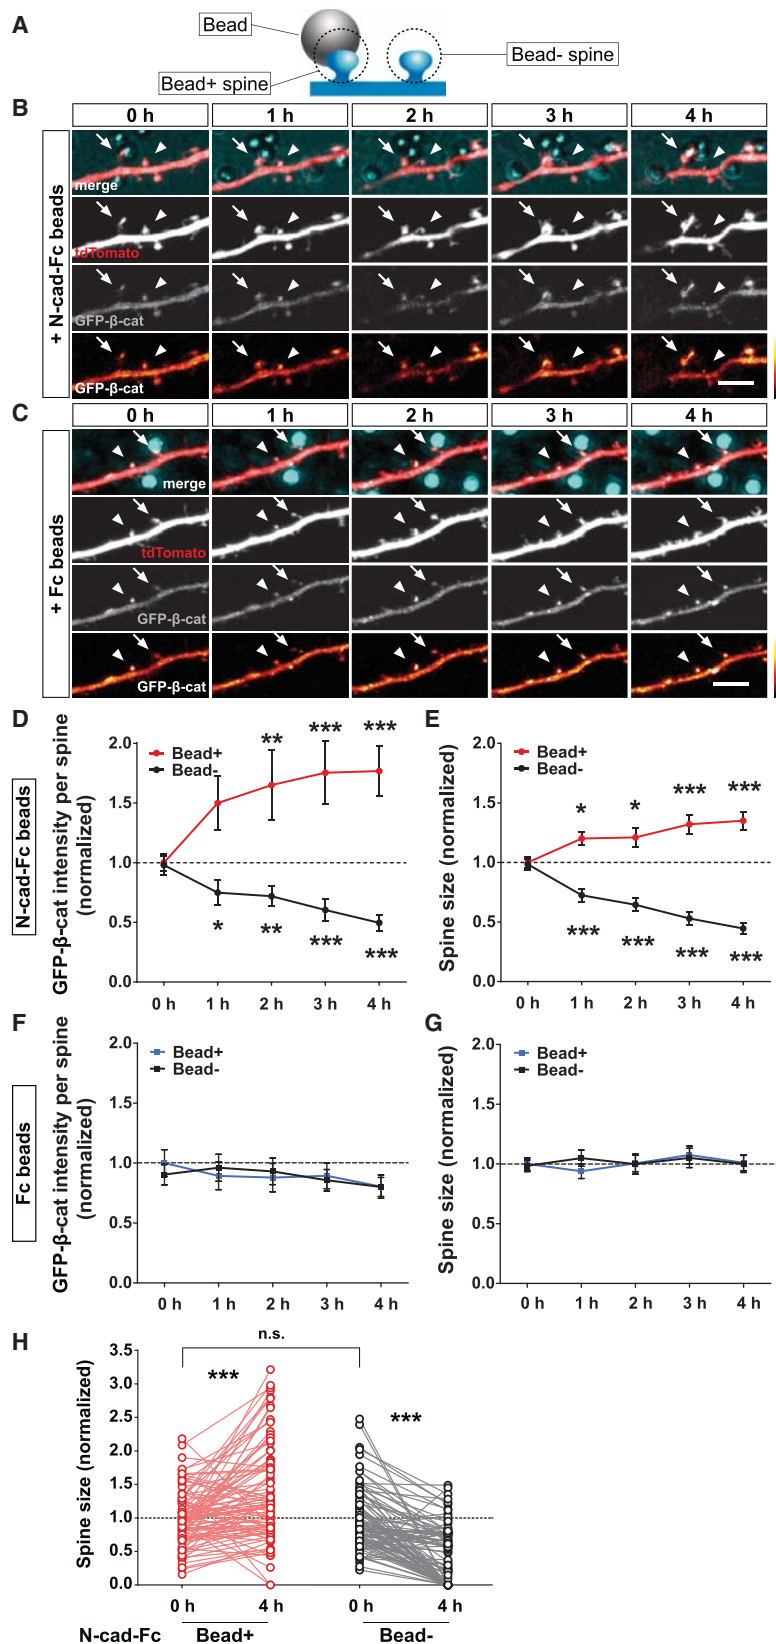 A
Bead
Bead+ spine
Bead- spine
B
0 h 1 h 2 h 3 h 4 h
+ N-cad-Fc beads
merge
tdTomato
GFP-β-cat
GFP-β-cat
C
0 h 1 h 2 h 3 h 4 h
+ Fc beads
merge
tdTomato
GFP-β-cat
GFP-β-cat
N-cad-Fc beads
D
GFP-β-cat intensity per spine
(normalized)
2.0
1.5
1.0
0.5
0.0
Bead+
Bead-
** *** ***
* ** *** ***
0 h 1 h 2 h 3 h 4 h
E
Spine size (normalized)
2.0
1.5
1.0
0.5
0.0
Bead+
Bead-
* * *** ***
*** *** *** ***
0 h 1 h 2 h 3 h 4 h
Fc beads
F
GFP-β-cat intensity per spine
(normalized)
2.0
1.5
1.0
0.5
0.0
Bead+
Bead-
0 h 1 h 2 h 3 h 4 h
G
Spine size (normalized)
2.0
1.5
1.0
0.5
0.0
Bead+
Bead-
0 h 1 h 2 h 3 h 4 h
H
Spine size (normalized)
3.5
3.0
2.5
2.0
1.5
1.0
0.5
0.0
n.s.
*** ***
0 h 4 h 0 h 4 h
N-cad-Fc Bead+ Bead-